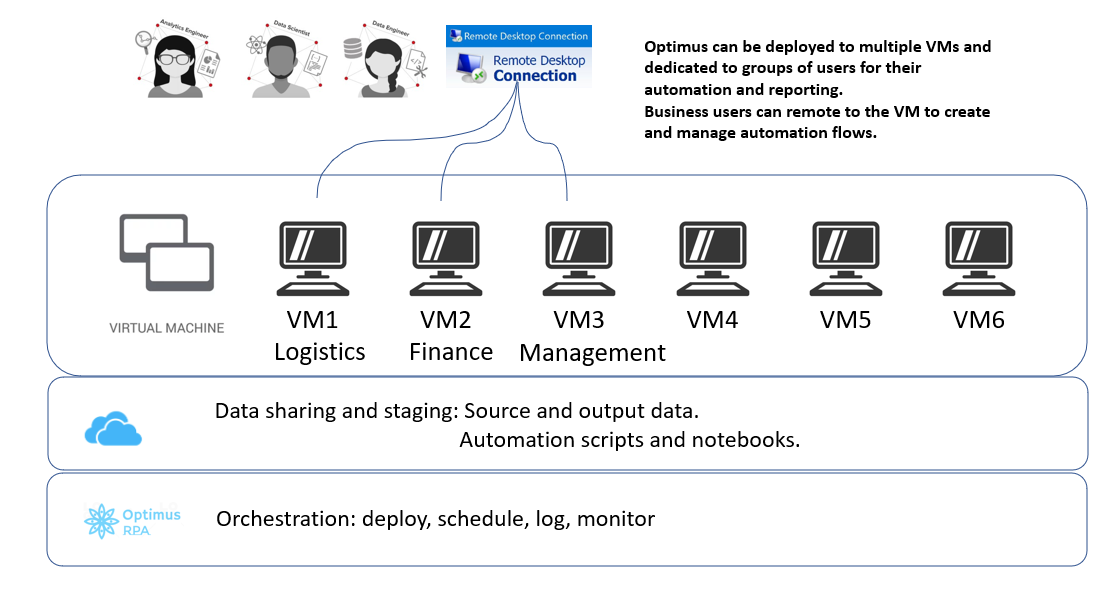 Analytics Engineer
Data Scientist
Data Engineer
Remote Desktop Connection
Remote Desktop
Connection
Optimus can be deployed to multiple VMs and
dedicated to groups of users for their
automation and reporting.
Business users can remote to the VM to create
and manage automation flows.
VIRTUAL MACHINE
VM1
Logistics
VM2
Finance
VM3
Management
VM4
VM5
VM6
Data sharing and staging: Source and output data.
Automation scripts and notebooks.
Optimus
RPA
Orchestration: deploy, schedule, log, monitor